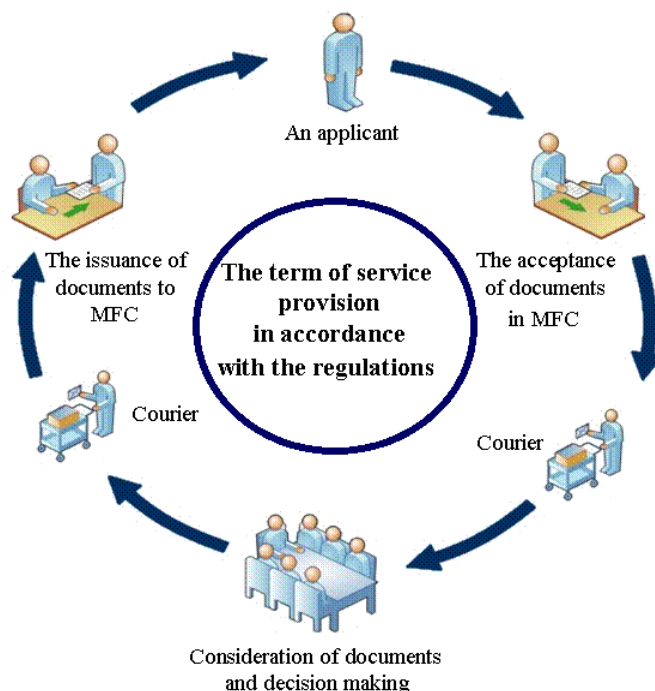 An applicant
The acceptance
of documents
in MFC
Courier
Consideration of documents
and decision making
Courier
The issuance of
documents to
MFC
The term of service
provision
in accordance
with the regulations